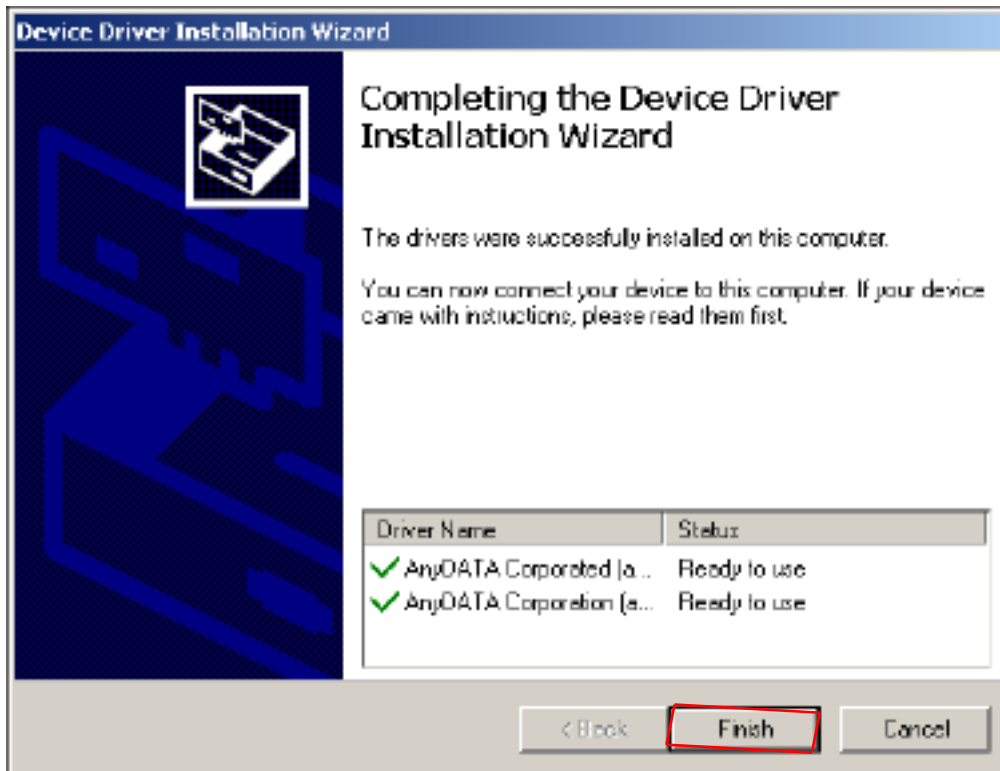 Device Driver Installation Wizard
Completing the Device Driver
Installation Wizard
The drivers were successfully installed on this computer.
You can now connect your device to this computer. If your device
came with instructions, please read them first.
Driver Name Status
AnyDATA Corporated (a... Ready to use
AnyDATA Corporation (a... Ready to use
< Back Finish Cancel